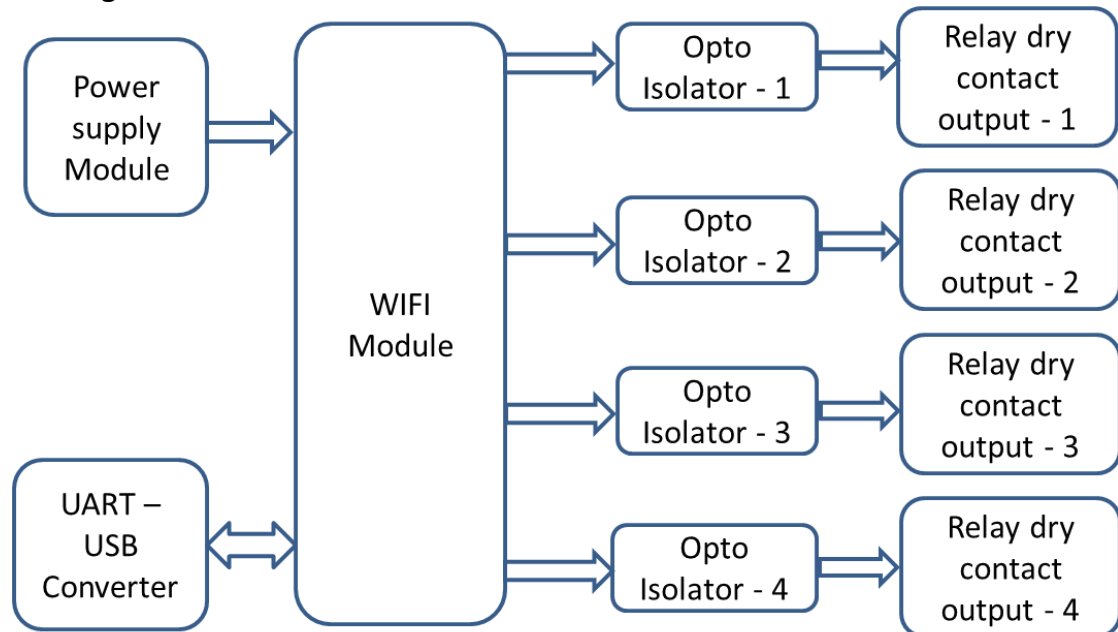 Power
supply
Module
UART –
USB
Converter
WIFI
Module
Opto
Isolator - 1
Relay dry
contact
output - 1
Opto
Isolator - 2
Relay dry
contact
output - 2
Opto
Isolator - 3
Relay dry
contact
output - 3
Opto
Isolator - 4
Relay dry
contact
output - 4